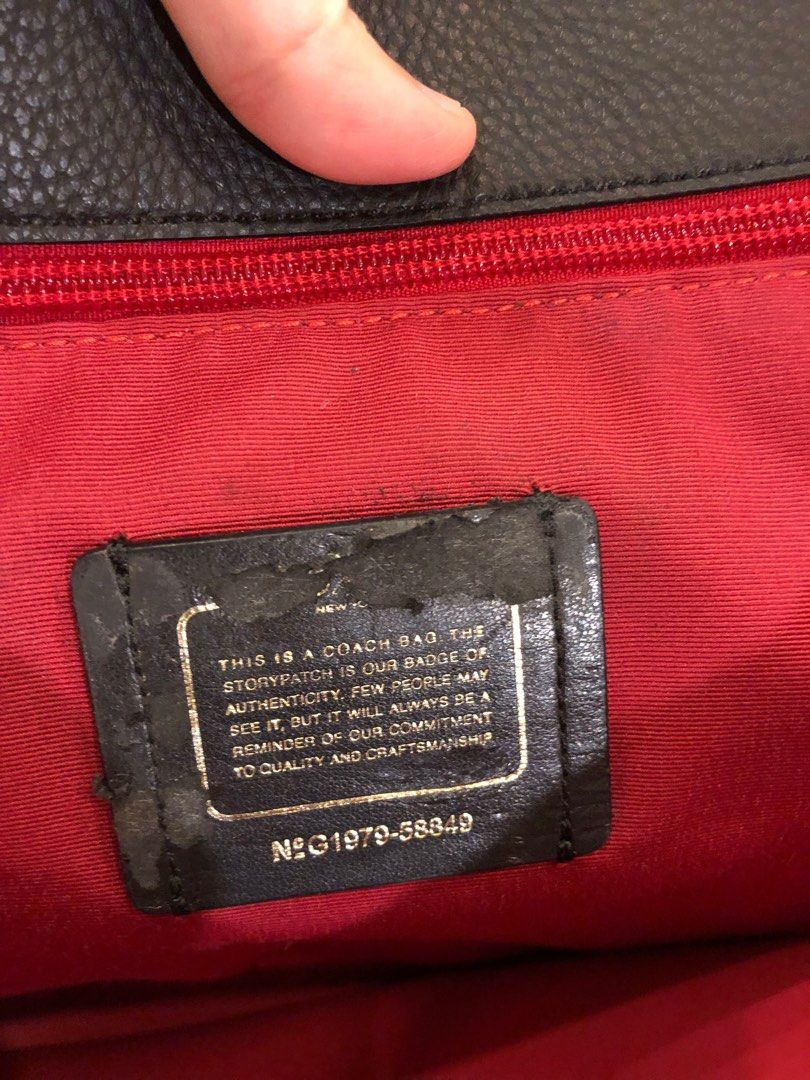 NEW
THIS IS A COACH BAG. THE
STORYPATCH IS OUR BADGE OF
AUTHENTICITY. FEW PEOPLE MAY
SEE IT, BUT IT WILL ALWAYS BE A
REMINDER OF OUR COMMITMENT
TO QUALITY AND CRAFTSMANSHIP
NºG1979-58849